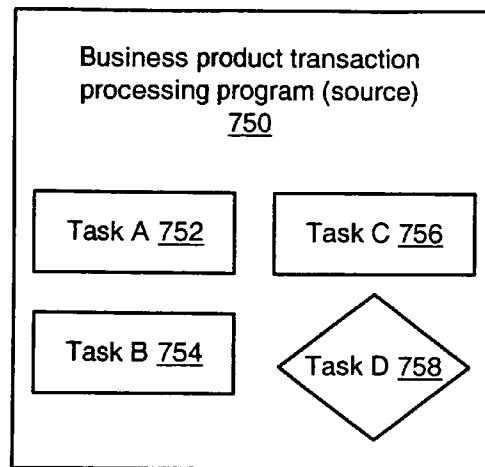 Business product transaction
processing program (source)
750
Task A 752
Task C 756
Task B 754
Task D 758